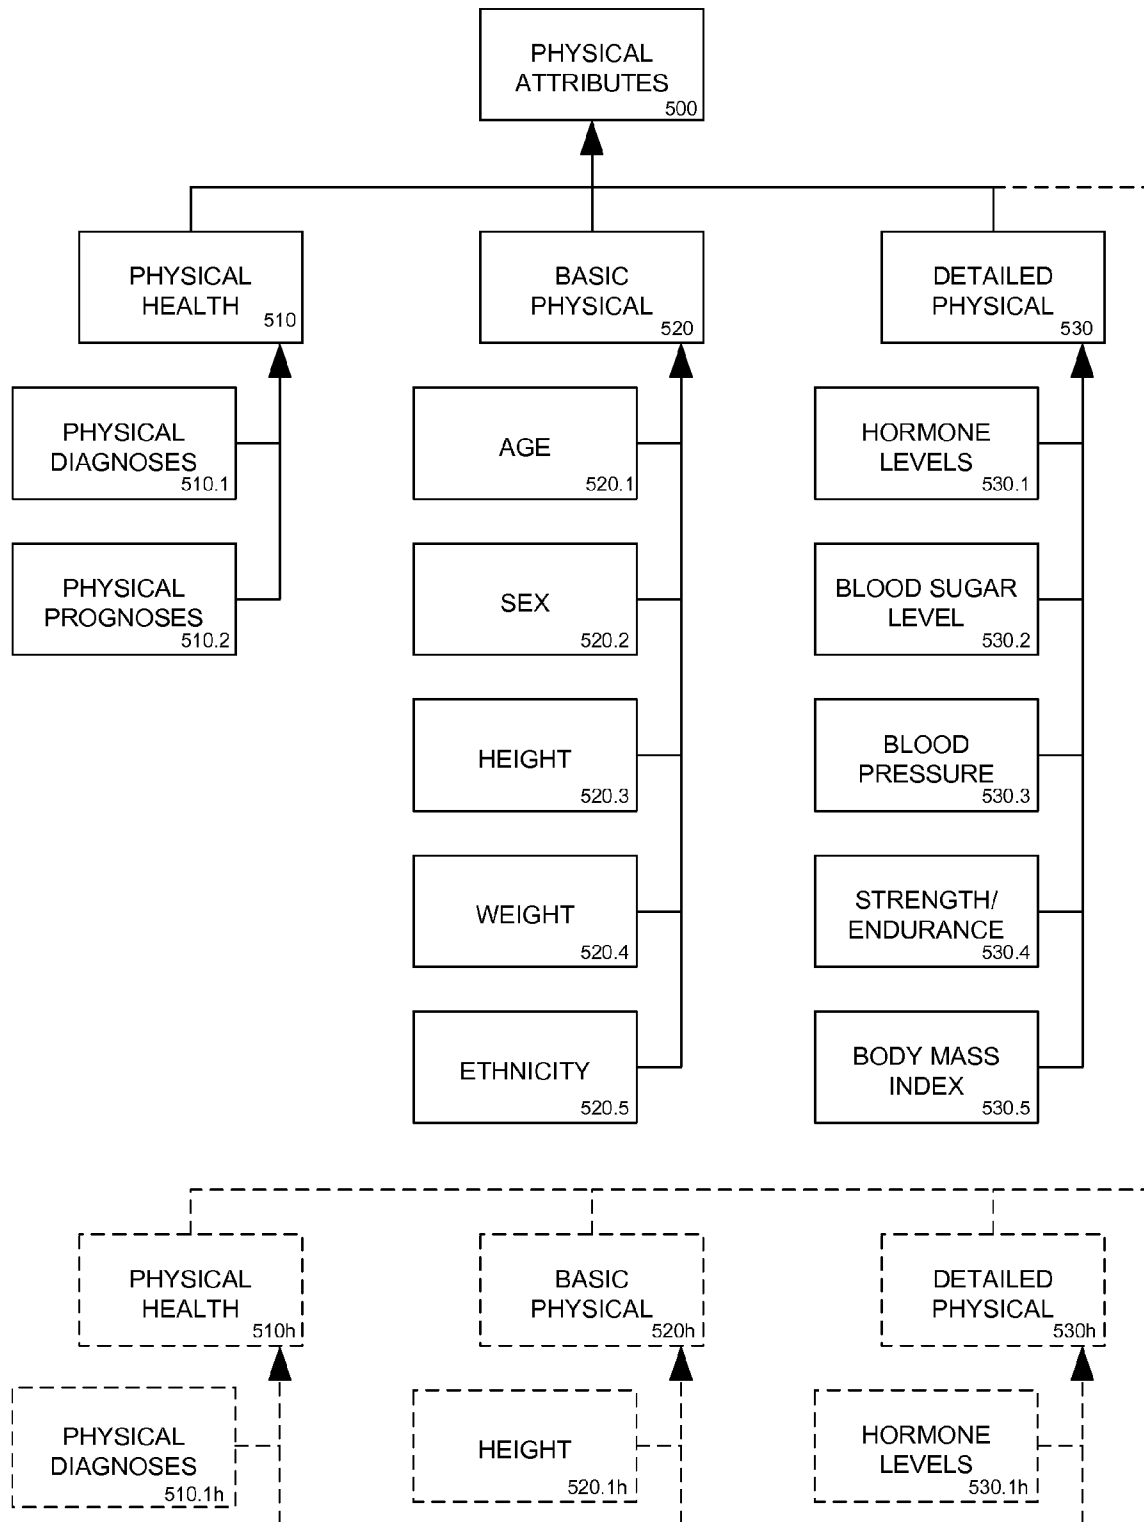 PHYSICAL
ATTRIBUTES
500
PHYSICAL
HEALTH
510
BASIC
PHYSICAL
520
DETAILED
PHYSICAL
530
PHYSICAL
DIAGNOSES
510.1
AGE
520.1
HORMONE
LEVELS
530.1
PHYSICAL
PROGNOSES
510.2
SEX
520.2
BLOOD SUGAR
LEVEL
530.2
HEIGHT
520.3
BLOOD
PRESSURE
530.3
WEIGHT
520.4
STRENGTH/
ENDURANCE
530.4
ETHNICITY
520.5
BODY MASS
INDEX
530.5
PHYSICAL
HEALTH
510h
BASIC
PHYSICAL
520h
DETAILED
PHYSICAL
530h
PHYSICAL
DIAGNOSES
510.1h
HEIGHT
520.1h
HORMONE
LEVELS
530.1h